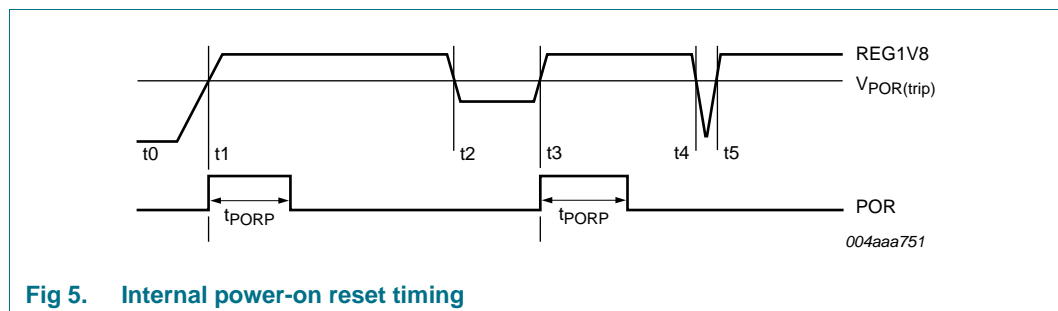 REG1V8
VPOR(trip)
t0
t1
t2
t3
t4
t5
tPORP
tPORP
POR
004aaa751
Fig 5. Internal power-on reset timing